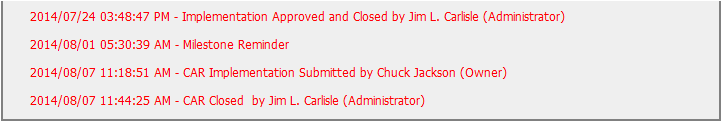 2014/07/24 03:48:47 PM - Implementation Approved and Closed by Jim L. Carlisle (Administrator)
2014/08/01 05:30:39 AM - Milestone Reminder
2014/08/07 11:18:51 AM - CAR Implementation Submitted by Chuck Jackson (Owner)
2014/08/07 11:44:25 AM - CAR Closed  by Jim L. Carlisle (Administrator)